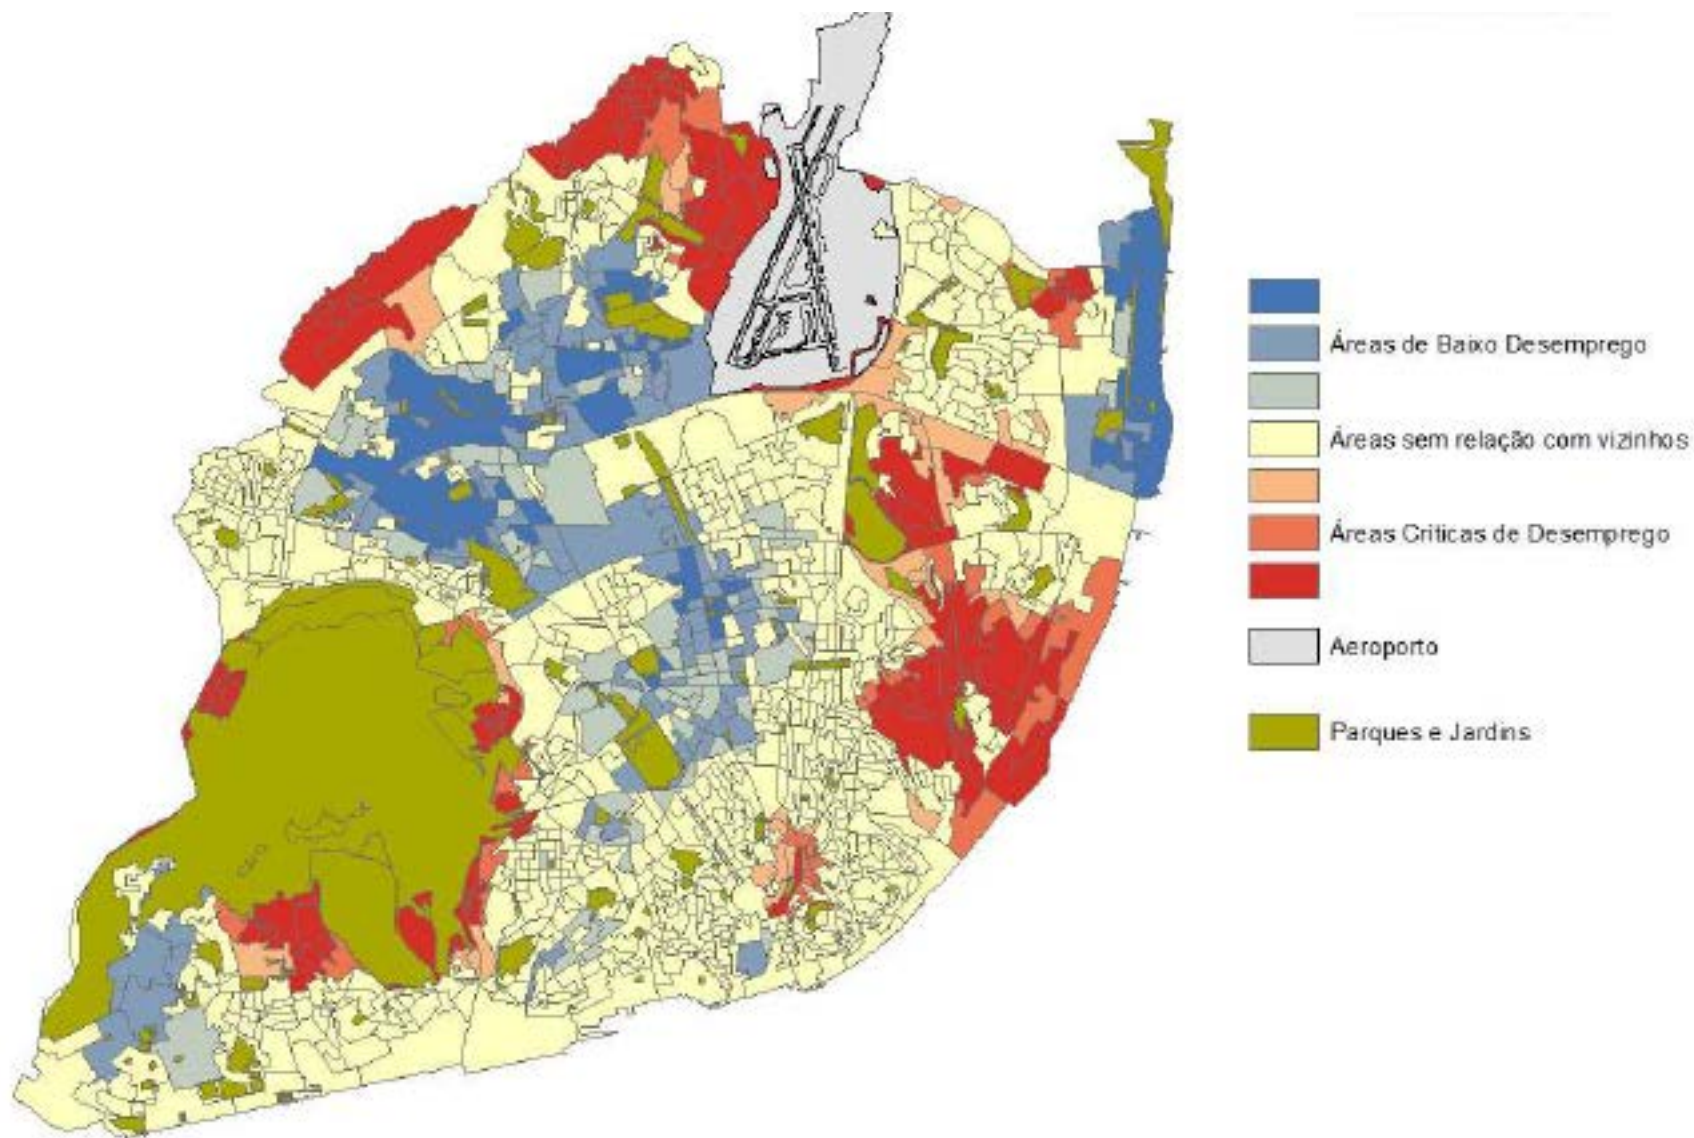 Áreas de Baixo Desemprego
Áreas sem relação com vizinhos
Áreas Críticas de Desemprego
Aeroporto
Parques e Jardins